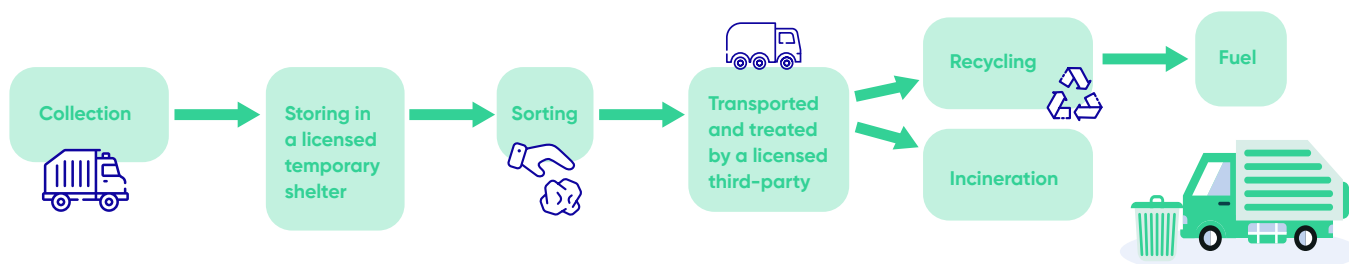 Collection
Storing in
a licensed
temporary
shelter
Sorting
Transported
and treated
by a licensed
third-party
Recycling
Incineration
Fuel